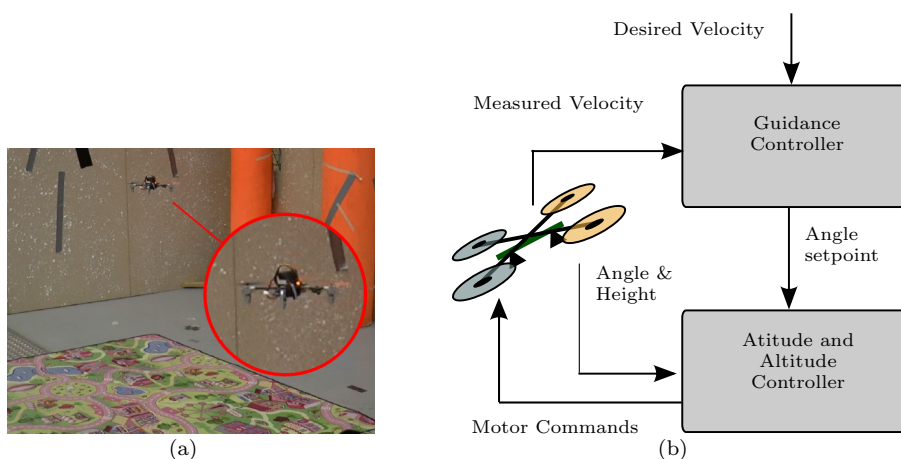 Desired Velocity
Measured Velocity
Guidance
Controller
Angle
setpoint
Angle &
Height
Atitude and
Altitude
Controller
Motor Commands
(a)
(b)